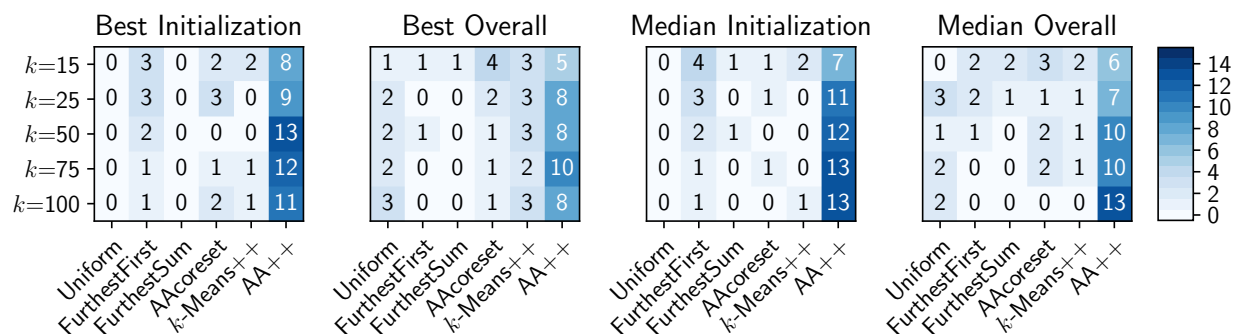 Best Initialization Best Overall Median Initialization Median Overall
k=15 0 3 0 2 2 8 1 1 1 4 3 5 0 4 1 1 2 7 0 2 2 3 2 6
k=25 0 3 0 3 0 9 2 0 0 2 3 8 0 3 0 1 0 11 3 2 1 1 1 7
k=50 0 2 0 0 0 13 2 1 0 1 3 8 0 2 1 0 0 12 1 1 0 2 1 10
k=75 0 1 0 1 1 12 2 0 0 1 2 10 0 1 0 1 0 13 2 0 0 2 1 10
k=100 0 1 0 2 1 11 3 0 0 1 3 8 0 1 0 0 1 13 2 0 0 0 0 13
14
12
10
8
6
4
2
0
Uniform FurthestFirst FurthestSum AAcoreset k-Means++ AA++ Uniform FurthestFirst FurthestSum AAcoreset k-Means++ AA++ Uniform FurthestFirst FurthestSum AAcoreset k-Means++ AA++ Uniform FurthestFirst FurthestSum AAcoreset k-Means++ AA++